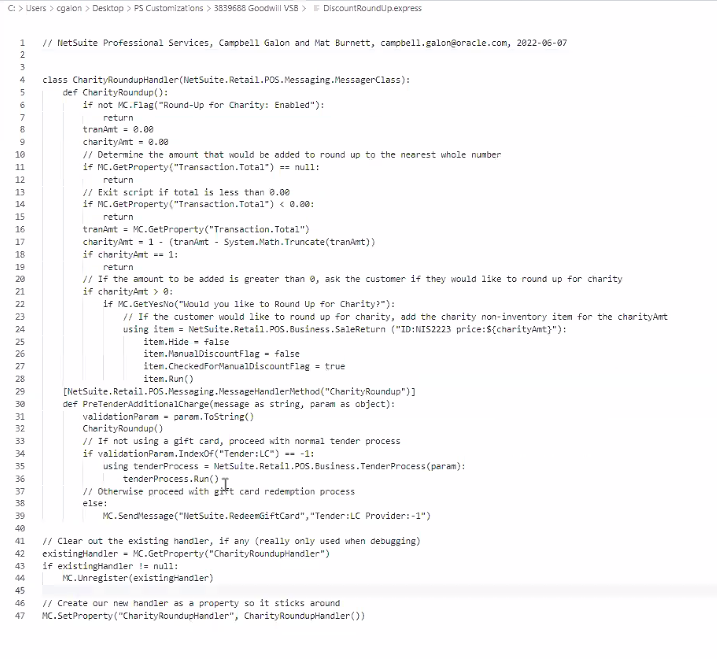 C: > Users > cgalon > Desktop > PS Customizations > 3839688 Goodwill VSB > DiscountRoundUp.express
1 // NetSuite Professional Services, Campbell Galon and Mat Burnett, campbell.galon@oracle.com, 2022-06-07
2
3
4 class CharityRoundupHandler(NetSuite.Retail.POS.Messaging.MessagerClass):
5     def CharityRoundup():
6         if not MC.Flag("Round-Up for Charity: Enabled"):
7             return
8         tranAmt = 0.00
9         charityAmt = 0.00
10         // Determine the amount that would be added to round up to the nearest whole number
11         if MC.GetProperty("Transaction.Total") == null:
12             return
13         // Exit script if total is less than 0.00
14         if MC.GetProperty("Transaction.Total") < 0.00:
15             return
16         tranAmt = MC.GetProperty("Transaction.Total")
17         charityAmt = 1 - (tranAmt - System.Math.Truncate(tranAmt))
18         if charityAmt == 1:
19             return
20         // If the amount to be added is greater than 0, ask the customer if they would like to round up for charity
21         if charityAmt > 0:
22             if MC.GetYesNo("Would you like to Round Up for Charity?"):
23                 // If the customer would like to round up for charity, add the charity non-inventory item for the charityAmt
24                 using item = NetSuite.Retail.POS.Business.SaleReturn ("ID:NIS2223 price:${charityAmt}"):
25                     item.Hide = false
26                     item.ManualDiscountFlag = false
27                     item.CheckedForManualDiscountFlag = true
28                     item.Run()
29     [NetSuite.Retail.POS.Messaging.MessageHandlerMethod("CharityRoundup")]
30     def PreTenderAdditionalCharge(message as string, param as object):
31         validationParam = param.ToString()
32         CharityRoundup()
33         // If not using a gift card, proceed with normal tender process
34         if validationParam.IndexOf("Tender:LC") == -1:
35             using tenderProcess = NetSuite.Retail.POS.Business.TenderProcess(param):
36                 tenderProcess.Run()
37         // Otherwise proceed with gift card redemption process
38         else:
39             MC.SendMessage("NetSuite.RedeemGiftCard","Tender:LC Provider:-1")
40
41 // Clear out the existing handler, if any (really only used when debugging)
42 existingHandler = MC.GetProperty("CharityRoundupHandler")
43 if existingHandler != null:
44     MC.Unregister(existingHandler)
45
46 // Create our new handler as a property so it sticks around
47 MC.SetProperty("CharityRoundupHandler", CharityRoundupHandler())